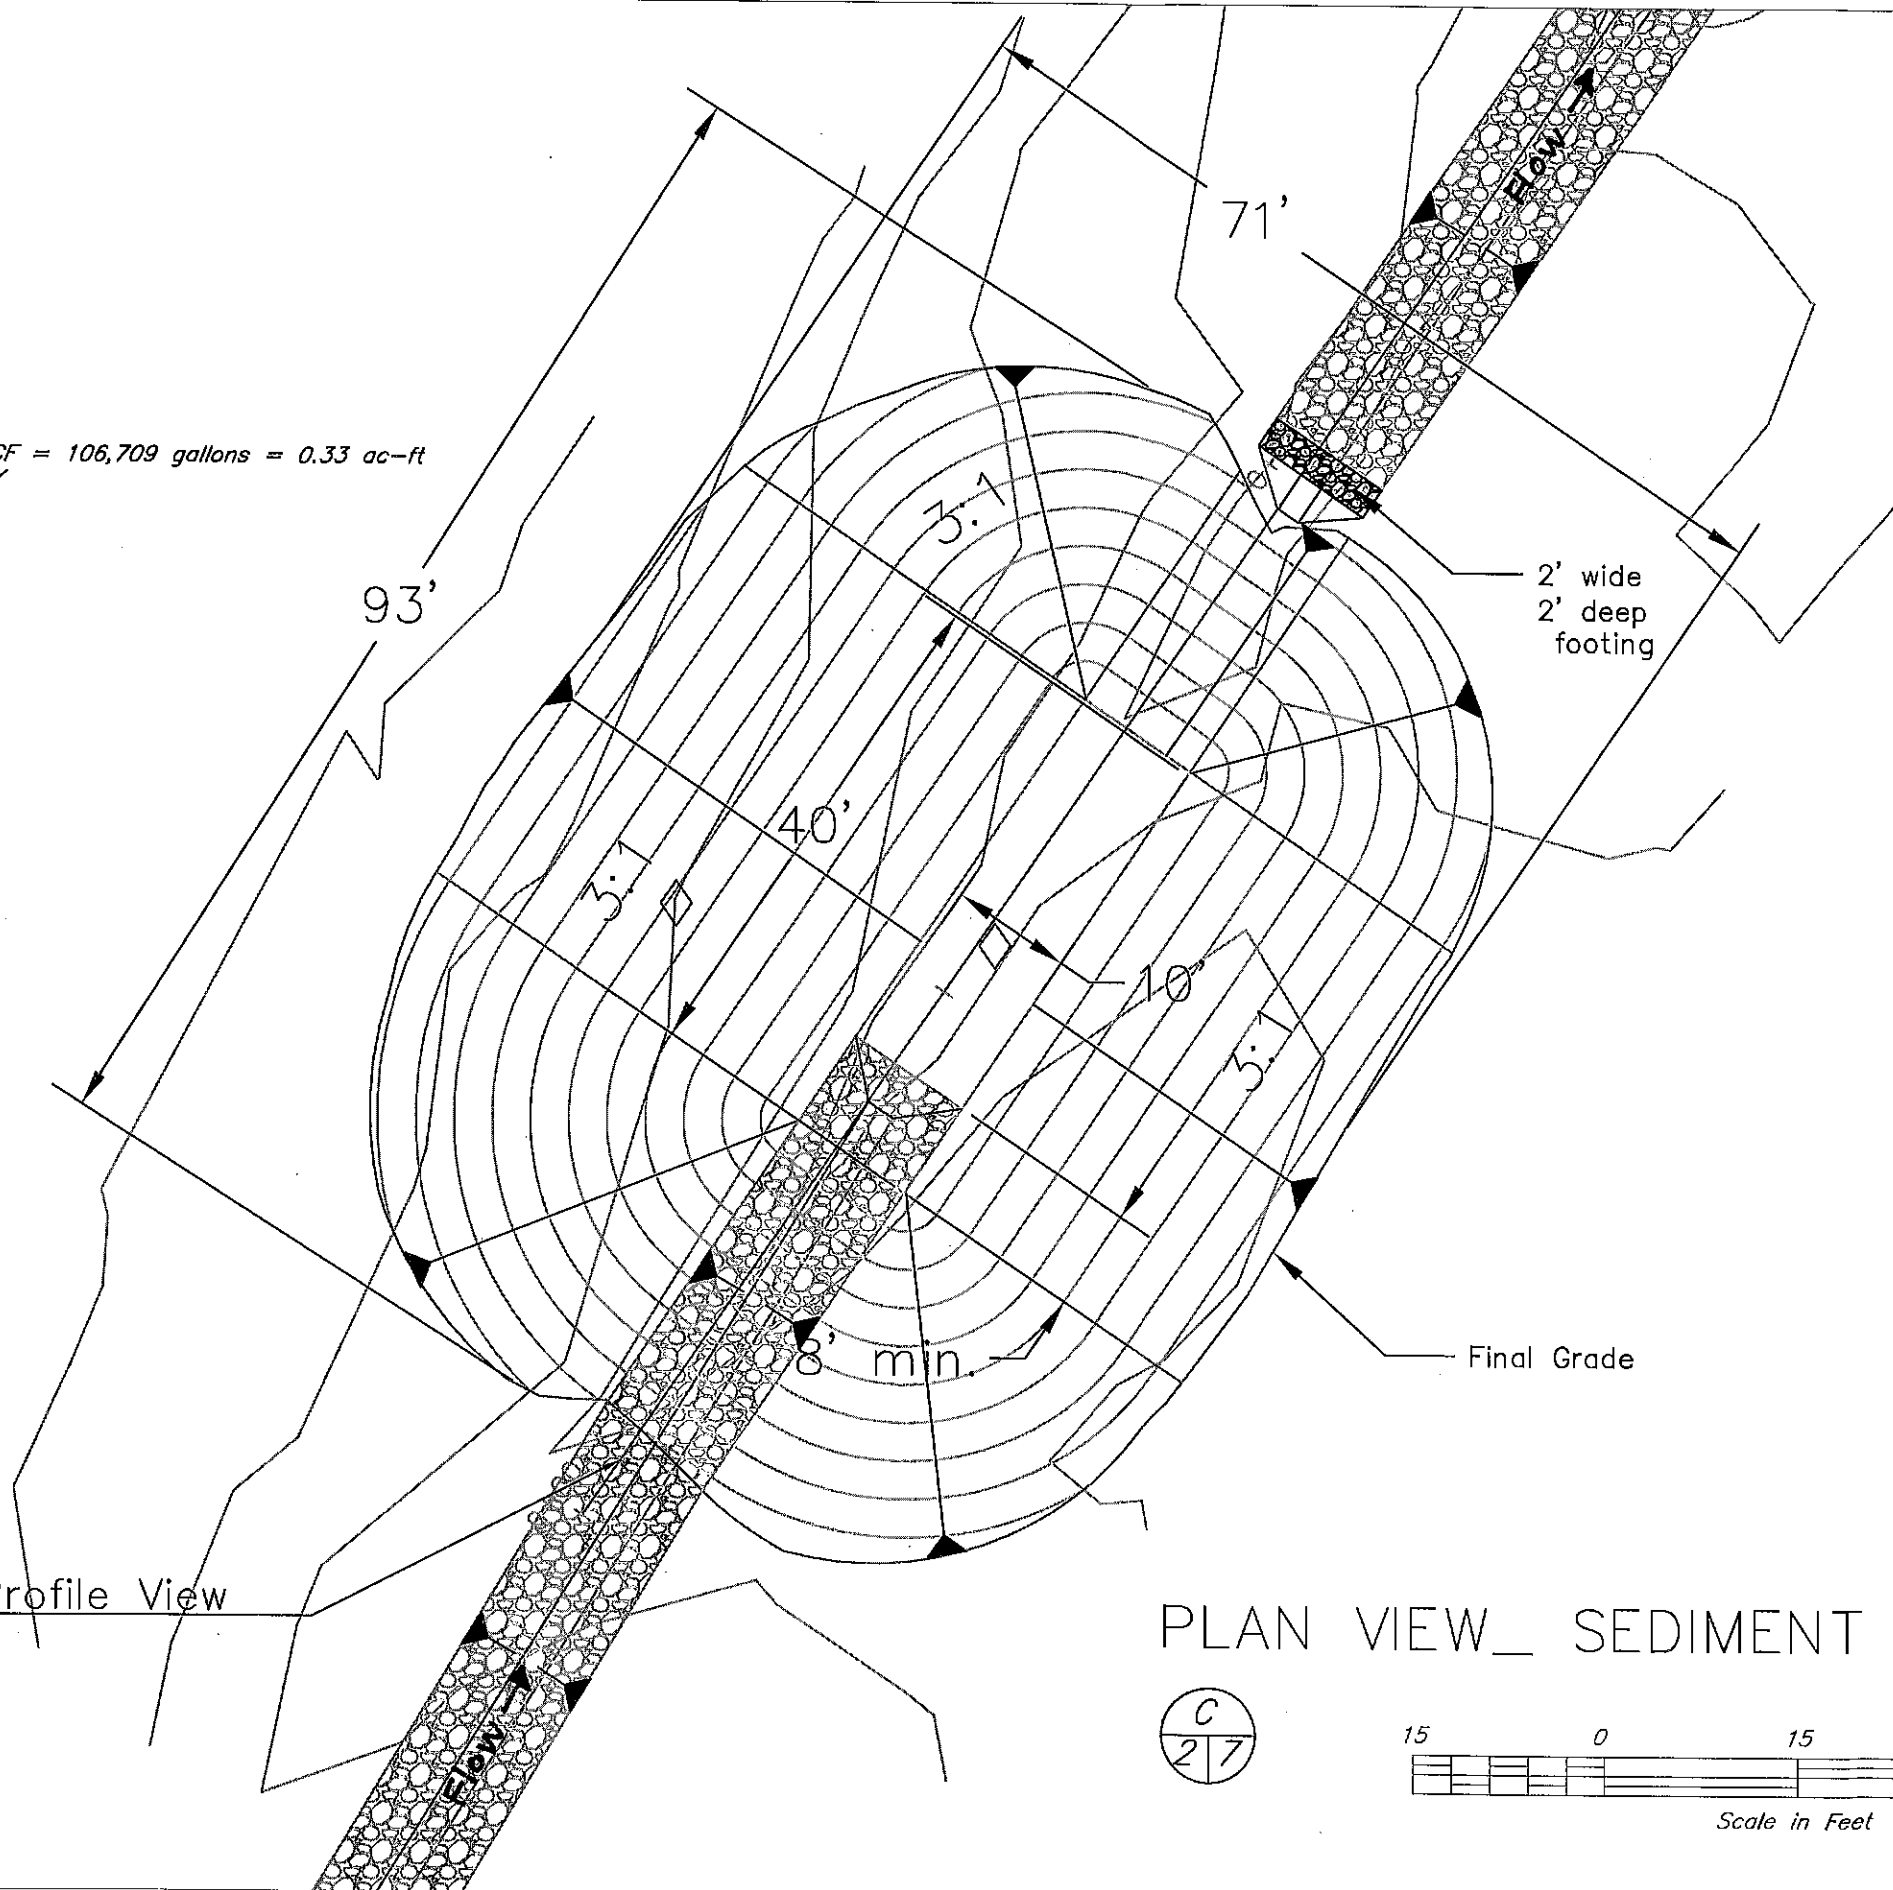 71'
Flow
CF = 106,709 gallons = 0.33 ac-ft
3:1
93'
2' wide
2' deep
footing
40'
3:1
10'
3:1
8' min.
Final Grade
Profile View
Flow
PLAN VIEW_ SEDIMENT
C
2 7
15 0 15
Scale in Feet